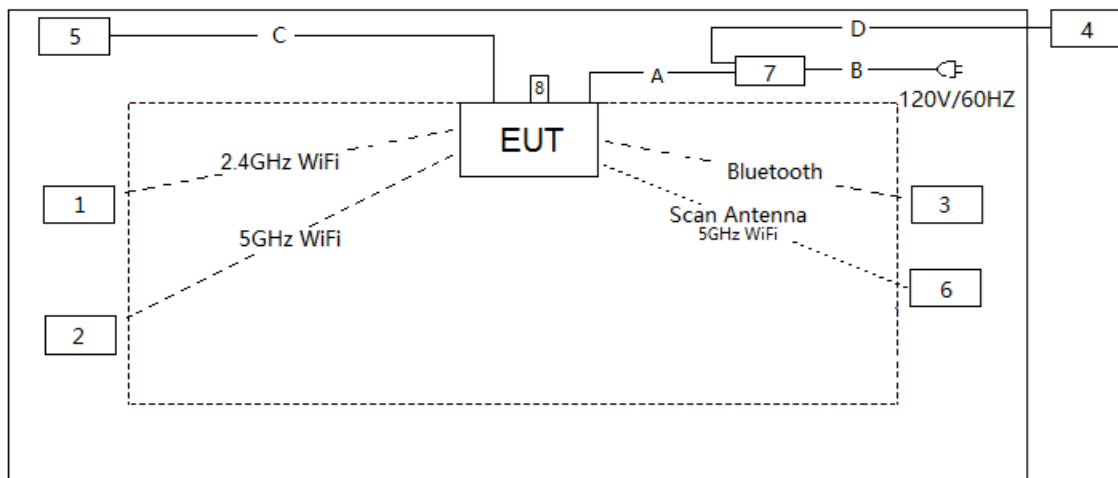 5
C
D
4
A
7
B
8
120V/60HZ
EUT
2.4GHz WiFi
Bluetooth
1
3
Scan Antenna
5GHz WiFi
5GHz WiFi
6
2